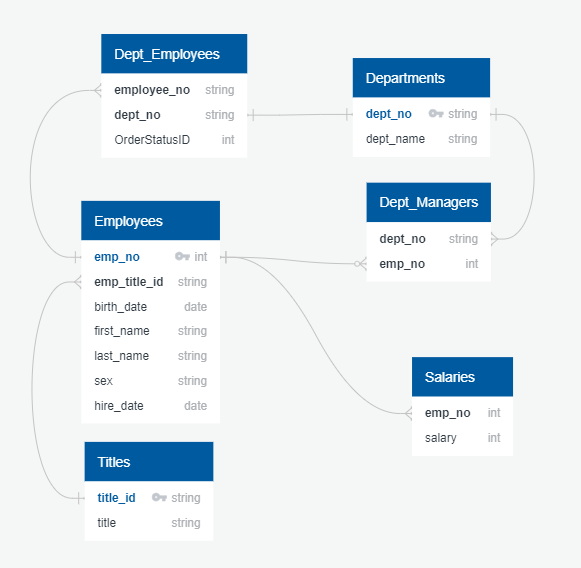 Dept_Employees
employee_no string
dept_no string
OrderStatusID int
Departments
dept_no string
dept_name string
Dept_Managers
dept_no string
emp_no int
Employees
emp_no int
emp_title_id string
birth_date date
first_name string
last_name string
sex string
hire_date date
Salaries
emp_no int
salary int
Titles
title_id string
title string